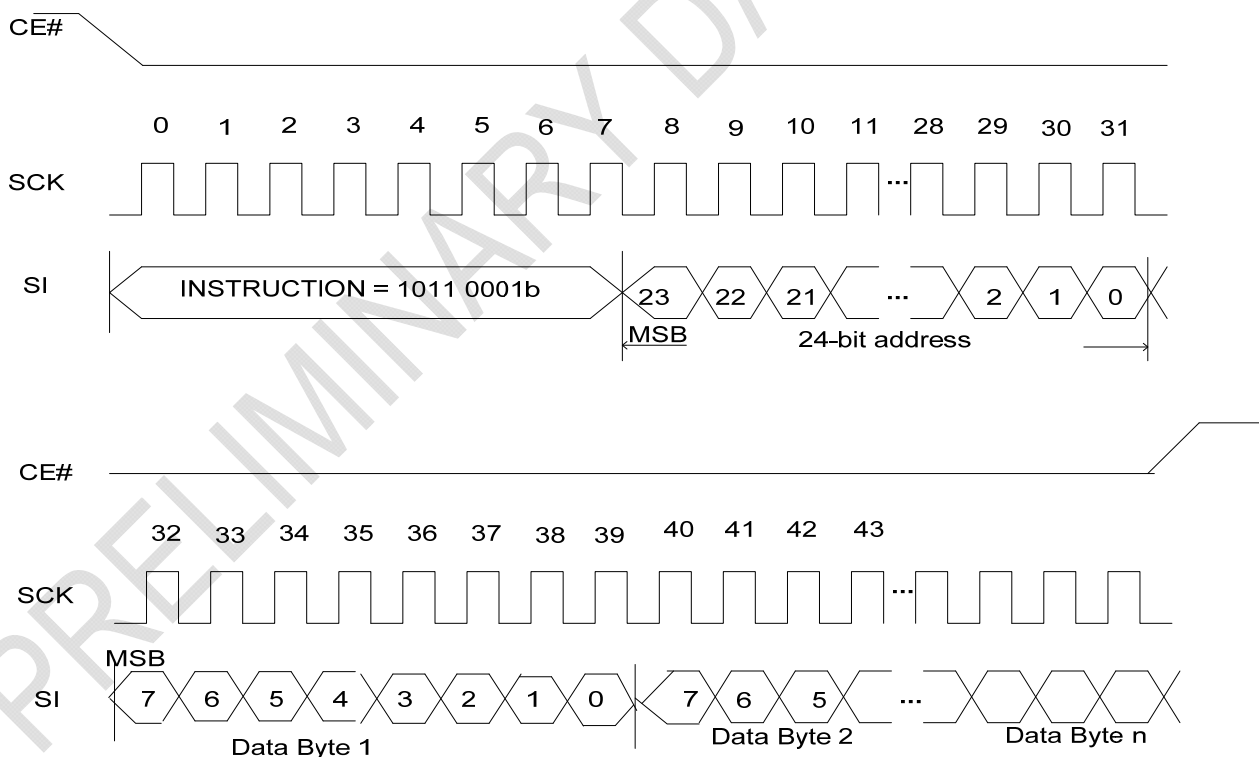 CE#
0 1 2 3 4 5 6 7 8 9 10 11 28 29 30 31
SCK ...
SI INSTRUCTION = 1011 0001b 23 22 21 ... 2 1 0
MSB 24-bit address
CE#
32 33 34 35 36 37 38 39 40 41 42 43
SCK ...
MSB
SI 7 6 5 4 3 2 1 0 7 6 5 ...
Data Byte 1 Data Byte 2 Data Byte n
PRELIMINARY DA